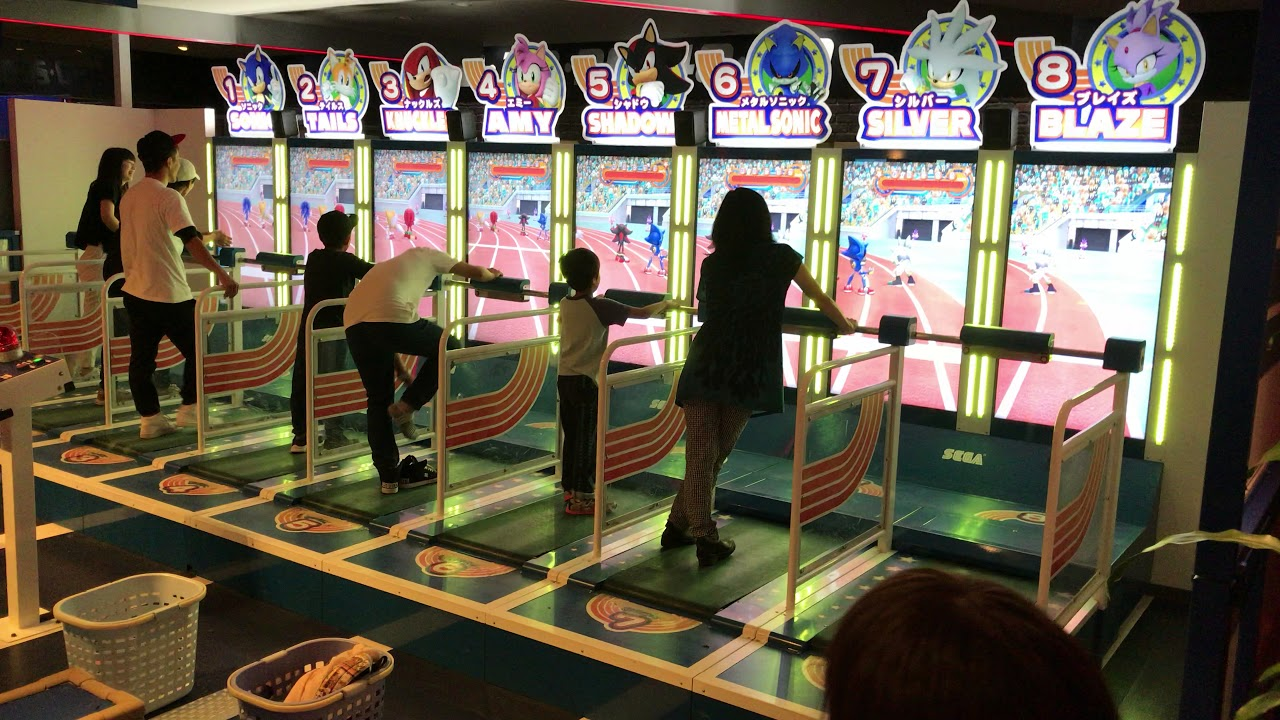 1
ソニック
SONIC
2
テイルス
TAILS
3
ナックルズ
KNUCKLES
4
エミー
AMY
5
シャドウ
SHADOW
6
メタルソニック
METAL SONIC
7
シルバー
SILVER
8
ブレイズ
BLAZE
SEGA